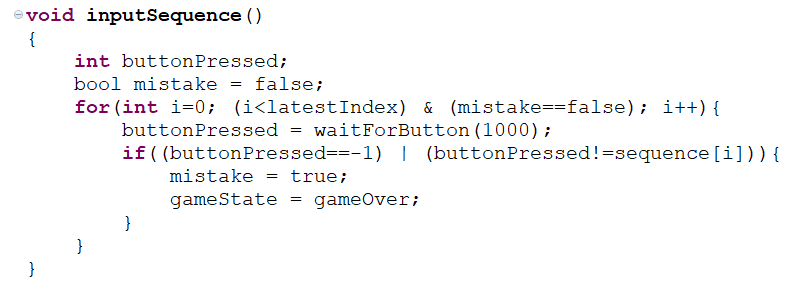 void inputSequence()
{
    int buttonPressed;
    bool mistake = false;
    for(int i=0; (i<latestIndex) & (mistake==false); i++){
        buttonPressed = waitForButton(1000);
        if((buttonPressed==-1) | (buttonPressed!=sequence[i])){
            mistake = true;
            gameState = gameOver;
        }
    }
}